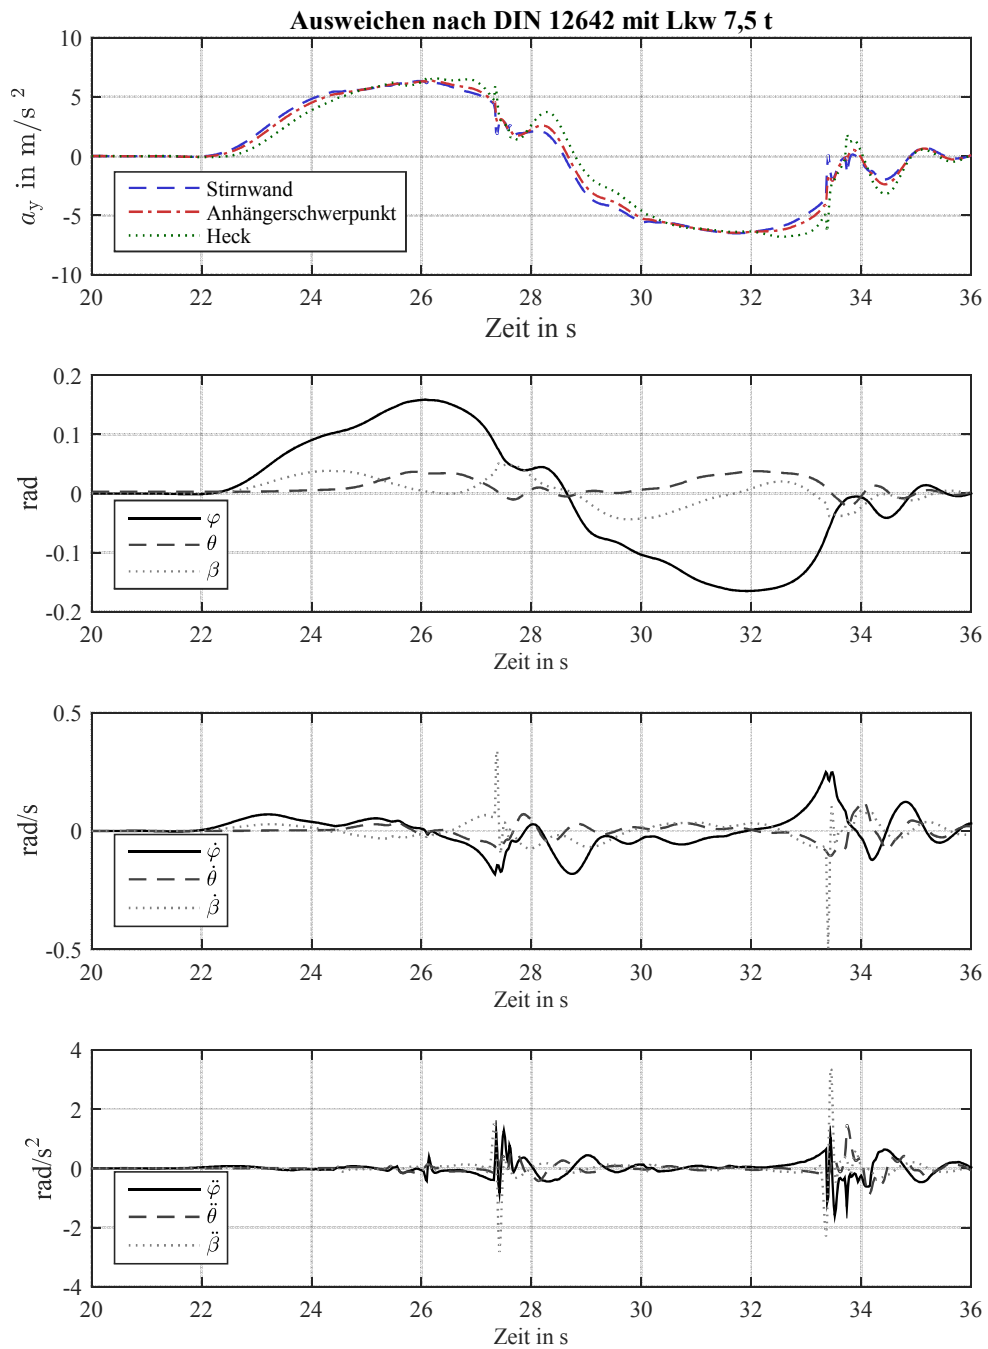 Ausweichen nach DIN 12642 mit Lkw 7,5 t
10
5
0
-5
-10
a_y in m/s ²
Stirnwand
Anhängerschwerpunkt
Heck
20 22 24 26 28 30 32 34 36
Zeit in s
0.2
0.1
0
-0.1
-0.2
rad
φ
θ
β
20 22 24 26 28 30 32 34 36
Zeit in s
0.5
0
-0.5
rad/s
φ̇
θ̇
β̇
20 22 24 26 28 30 32 34 36
Zeit in s
4
2
0
-2
-4
rad/s²
φ̈
θ̈
β̈
20 22 24 26 28 30 32 34 36
Zeit in s